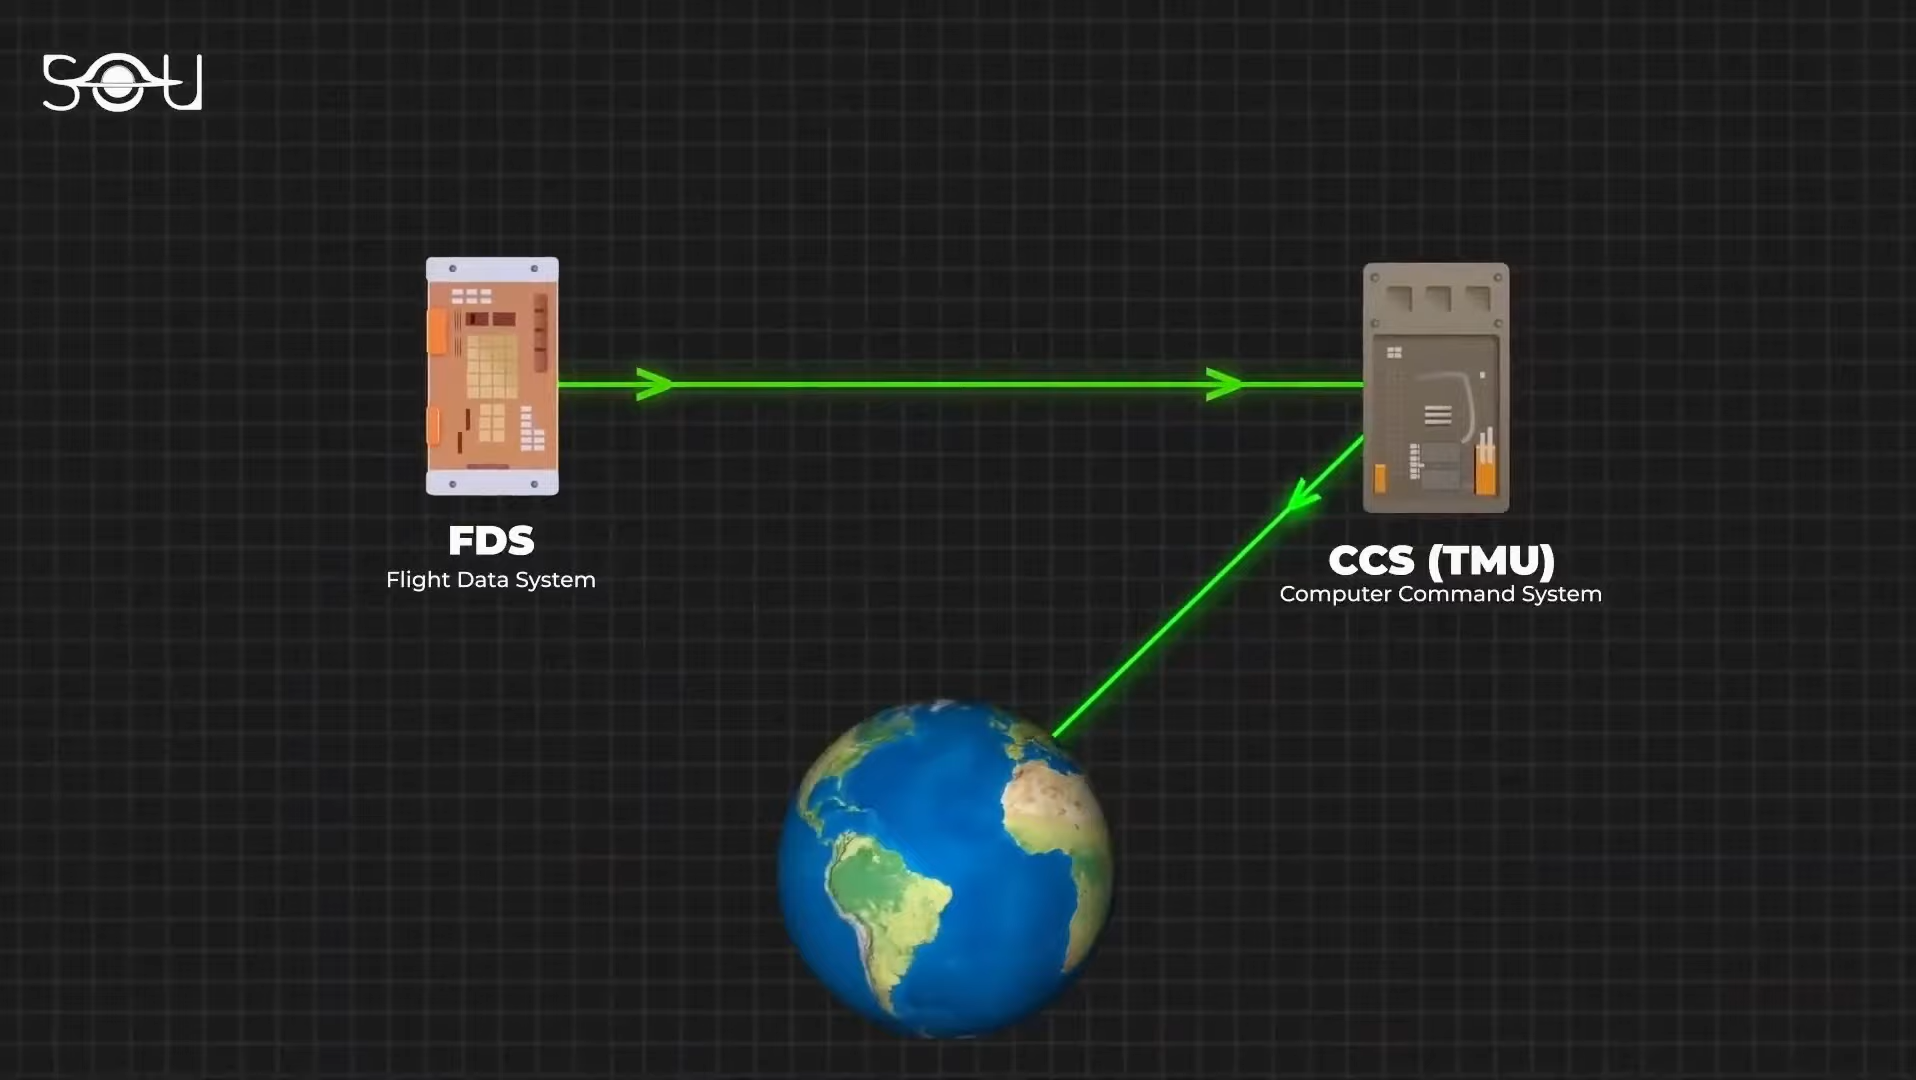 SOU
FDS
Flight Data System
CCS (TMU)
Computer Command System